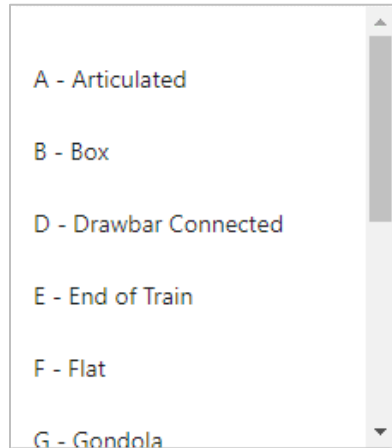 A - Articulated
B - Box
D - Drawbar Connected
E - End of Train
F - Flat
G - Gondola